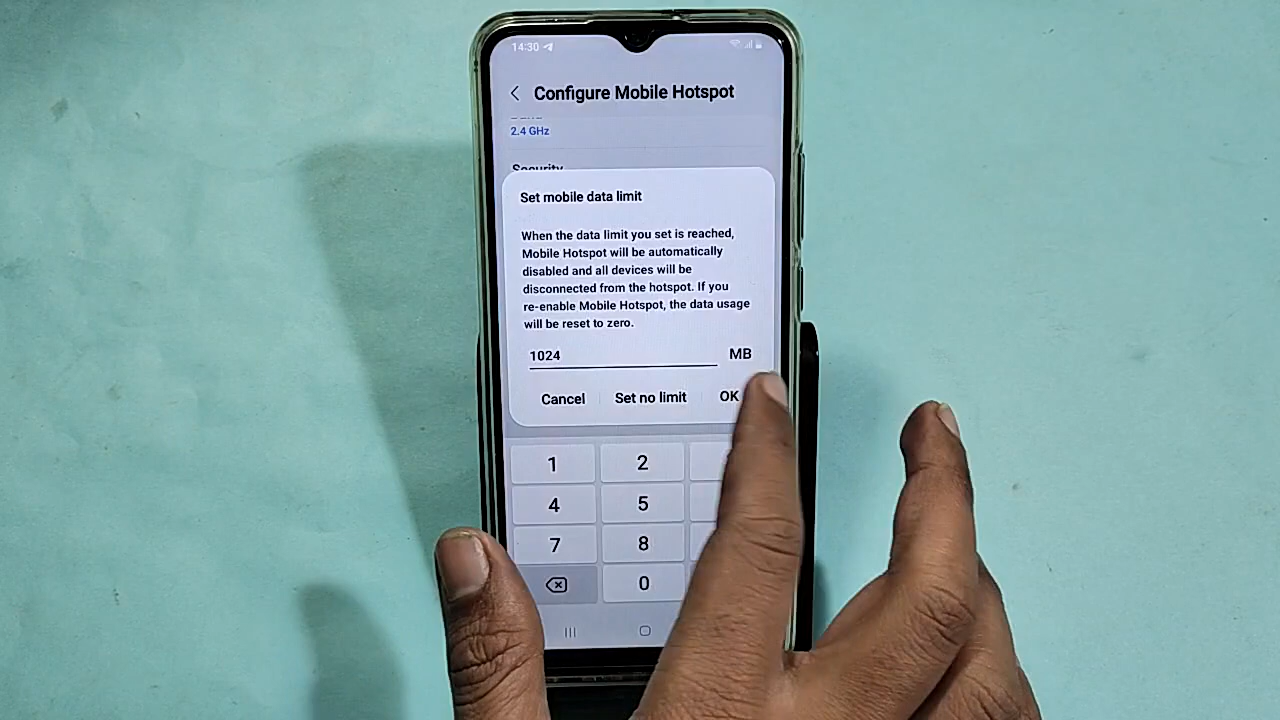 14:30
Configure Mobile Hotspot
2.4 GHz
Security
Set mobile data limit
When the data limit you set is reached,
Mobile Hotspot will be automatically
disabled and all devices will be
disconnected from the hotspot. If you
re-enable Mobile Hotspot, the data usage
will be reset to zero.
1024 MB
Cancel Set no limit OK
1 2
4 5
7 8
0